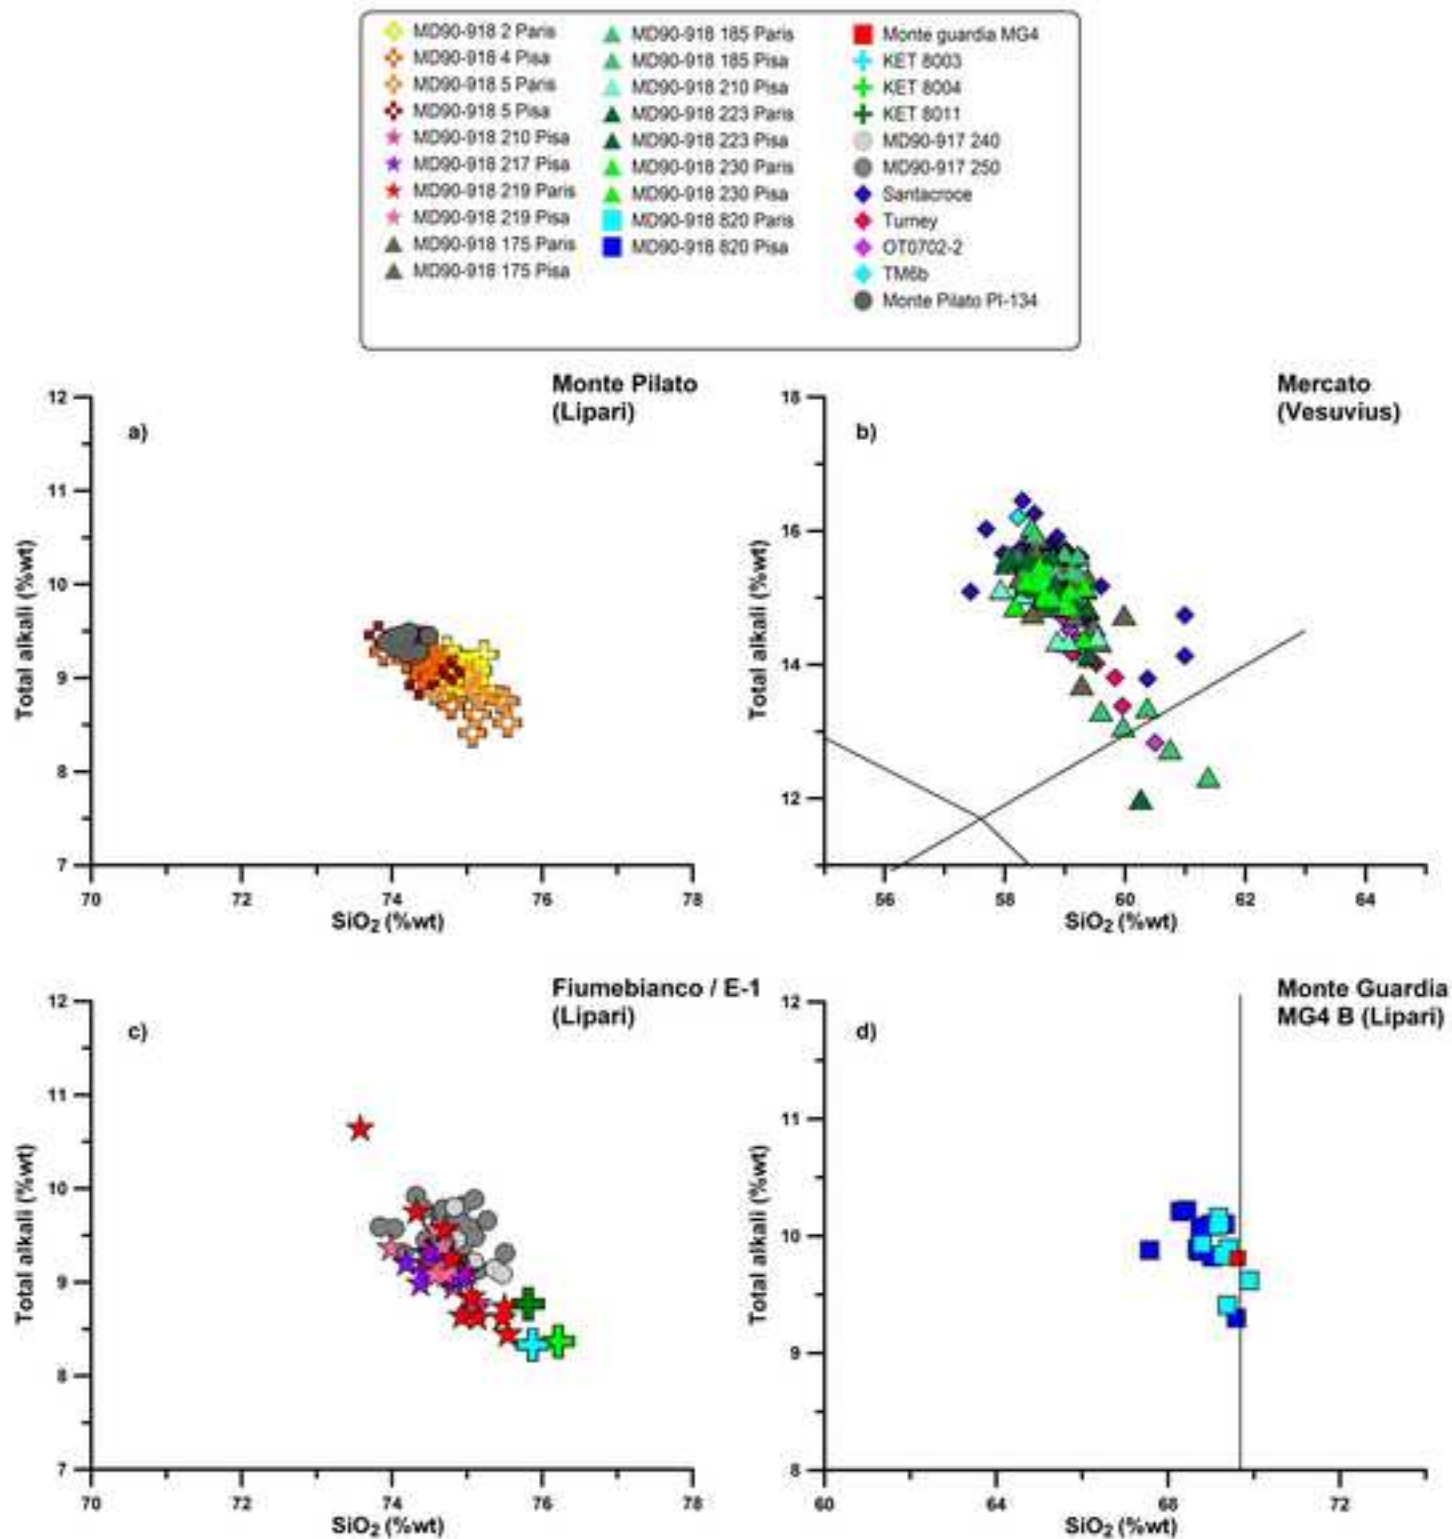 MD90-918 2 Paris
MD90-918 4 Pisa
MD90-918 5 Paris
MD90-918 5 Pisa
MD90-918 210 Pisa
MD90-918 217 Pisa
MD90-918 219 Paris
MD90-918 219 Pisa
MD90-918 175 Paris
MD90-918 175 Pisa
MD90-918 185 Paris
MD90-918 185 Pisa
MD90-918 210 Pisa
MD90-918 223 Paris
MD90-918 223 Pisa
MD90-918 230 Paris
MD90-918 230 Pisa
MD90-918 820 Paris
MD90-918 820 Pisa
Monte guardia MG4
KET 8003
KET 8004
KET 8011
MD90-917 240
MD90-917 250
Santacroce
Turney
OT0702-2
TM6b
Monte Pilato PI-134
Monte Pilato
(Lipari)
a)
12
11
10
9
8
7
Total alkali (%wt)
70 72 74 76 78
SiO2 (%wt)
Mercato
(Vesuvius)
b)
18
16
14
12
Total alkali (%wt)
56 58 60 62 64
SiO2 (%wt)
Fiumebianco / E-1
(Lipari)
c)
12
11
10
9
8
7
Total alkali (%wt)
70 72 74 76 78
SiO2 (%wt)
Monte Guardia
MG4 B (Lipari)
d)
12
11
10
9
8
Total alkali (%wt)
60 64 68 72
SiO2 (%wt)